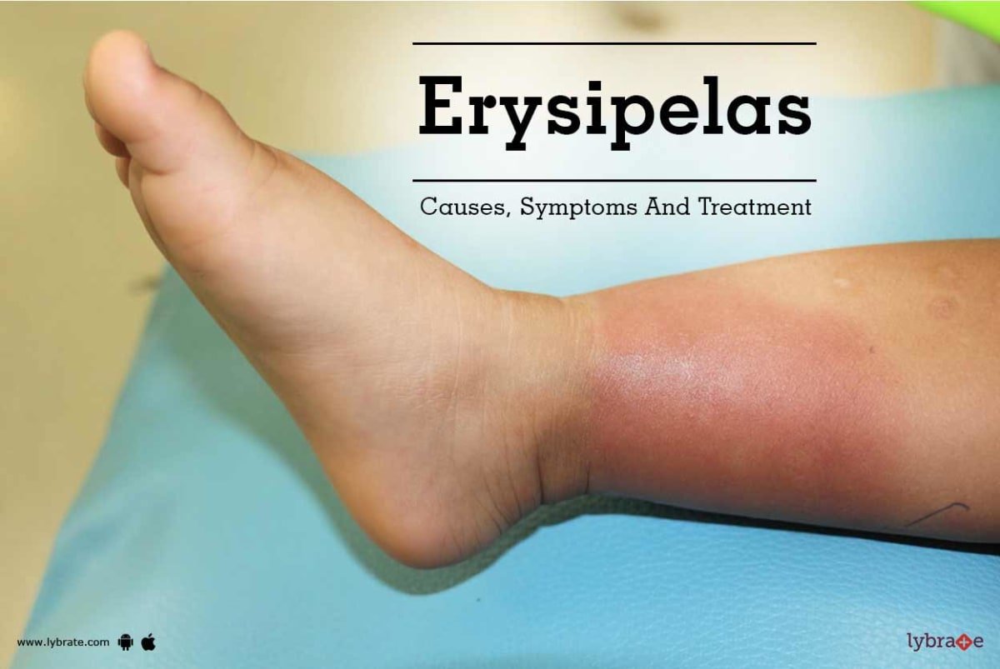 Erysipelas
Causes, Symptoms And Treatment
www.lybrate.com
lybrate